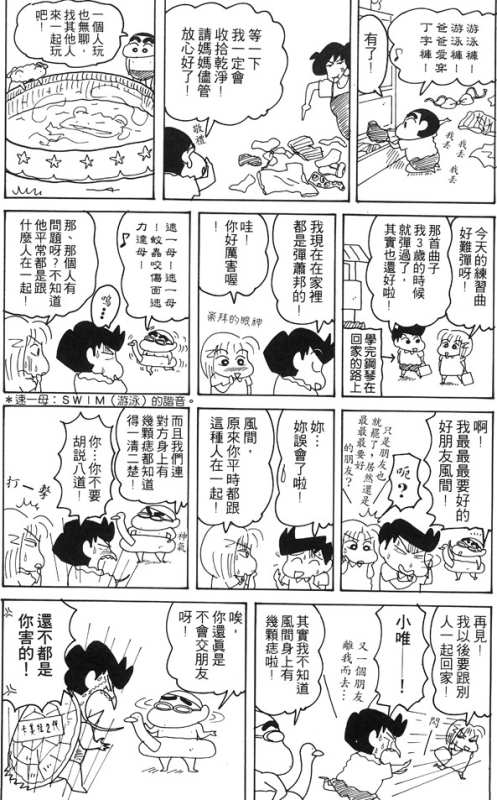 游泳褲！
游泳褲！
爸爸愛穿
丁字褲！
♪
有了！
我丟
我丟
我丟
等一下
我一定會
收拾乾淨！
請媽媽儘管
放心好了！
敬禮
一個人玩
也無聊，
來找其他人
來一起玩
吧！
今天的練習曲
好難彈呀！
那首曲子
我3歲的時候
就彈過了，
其實也還好啦！
學完鋼琴在
回家的路上
我現在在家裡
都是彈蕭邦的！
哇！
你好厲害喔
崇拜的眼神
速一母！速一母
！蚊蟲咬傷面速
力達母！
♪
嗚…
那、那個人有
問題呀？不知道
他平常都是跟
什麼人在一起！
＊速一母：SWIM（游泳）的諧音。
啊！
我最最最要好的
好朋友風間！
呃？
只是朋友也
就罷了，居然還是
最最最要好
的朋友？
妳…
妳誤會了啦！
風間，
原來你平時都跟
這種人在一起！
而且我們連
對方身上有
幾顆痣都知道
得一清二楚！
神氣
你…你不要
胡說八道！
打一擊
再見！
我以後要跟別
人一起回家！
閃
小唯——！
又一個朋友
離我而去…
其實我不知道
風間身上有
幾顆痣啦！
唉，
你還真是
不會交朋友
呀！
還不都是
你害的！